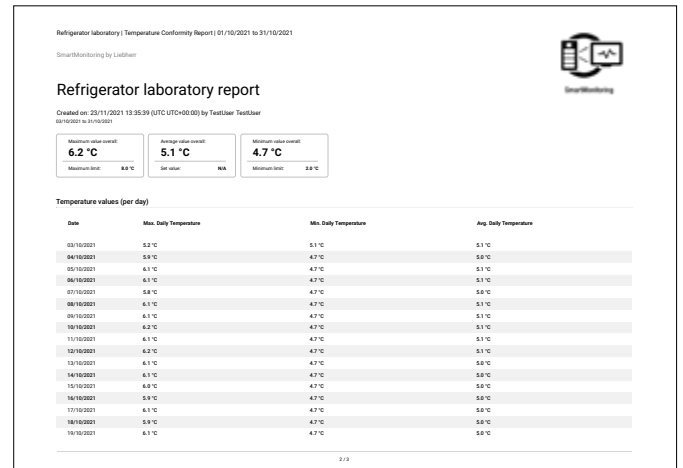 Refrigerator laboratory | Temperature Conformity Report | 01/10/2021 to 31/10/2021
SmartMonitoring by Liebherr
SmartMonitoring
Refrigerator laboratory report
Created on: 23/11/2021 13:35:39 (UTC UTC+00:00) by TestUser TestUser
03/10/2021 to 31/10/2021
Maximum value overall: Average value overall: Minimum value overall:
6.2 °C 5.1 °C 4.7 °C
Maximum limit: 8.0 °C Set value: N/A Minimum limit: 2.0 °C
Temperature values (per day)
Date Max. Daily Temperature Min. Daily Temperature Avg. Daily Temperature
03/10/2021 5.2 °C 5.1 °C 5.1 °C
04/10/2021 5.9 °C 4.7 °C 5.0 °C
05/10/2021 6.1 °C 4.7 °C 5.1 °C
06/10/2021 6.1 °C 4.7 °C 5.1 °C
07/10/2021 5.8 °C 4.7 °C 5.0 °C
08/10/2021 6.1 °C 4.7 °C 5.1 °C
09/10/2021 6.1 °C 4.7 °C 5.1 °C
10/10/2021 6.2 °C 4.7 °C 5.1 °C
11/10/2021 6.1 °C 4.7 °C 5.1 °C
12/10/2021 6.2 °C 4.7 °C 5.1 °C
13/10/2021 6.1 °C 4.7 °C 5.0 °C
14/10/2021 6.1 °C 4.7 °C 5.0 °C
15/10/2021 6.0 °C 4.7 °C 5.0 °C
16/10/2021 5.9 °C 4.7 °C 5.0 °C
17/10/2021 6.1 °C 4.7 °C 5.0 °C
18/10/2021 5.9 °C 4.7 °C 5.0 °C
19/10/2021 6.1 °C 4.7 °C 5.0 °C
2 / 3